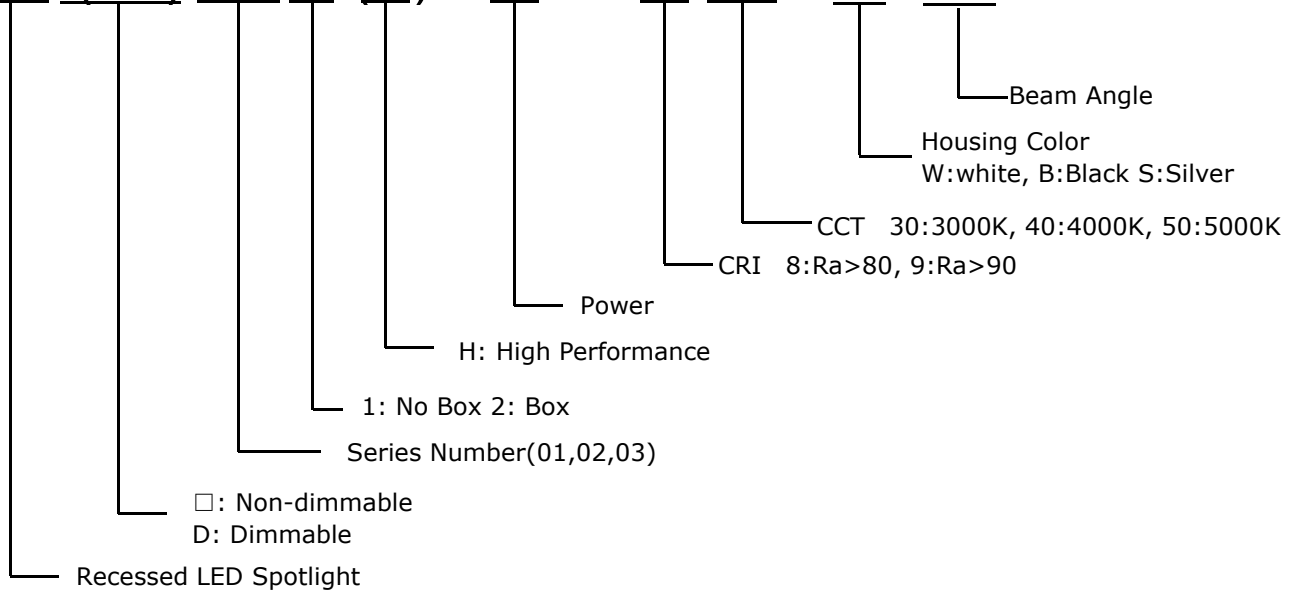 Beam Angle
Housing Color
W:white, B:Black S:Silver
CCT 30:3000K, 40:4000K, 50:5000K
CRI 8:Ra>80, 9:Ra>90
Power
H: High Performance
1: No Box 2: Box
Series Number(01,02,03)
□: Non-dimmable
D: Dimmable
Recessed LED Spotlight